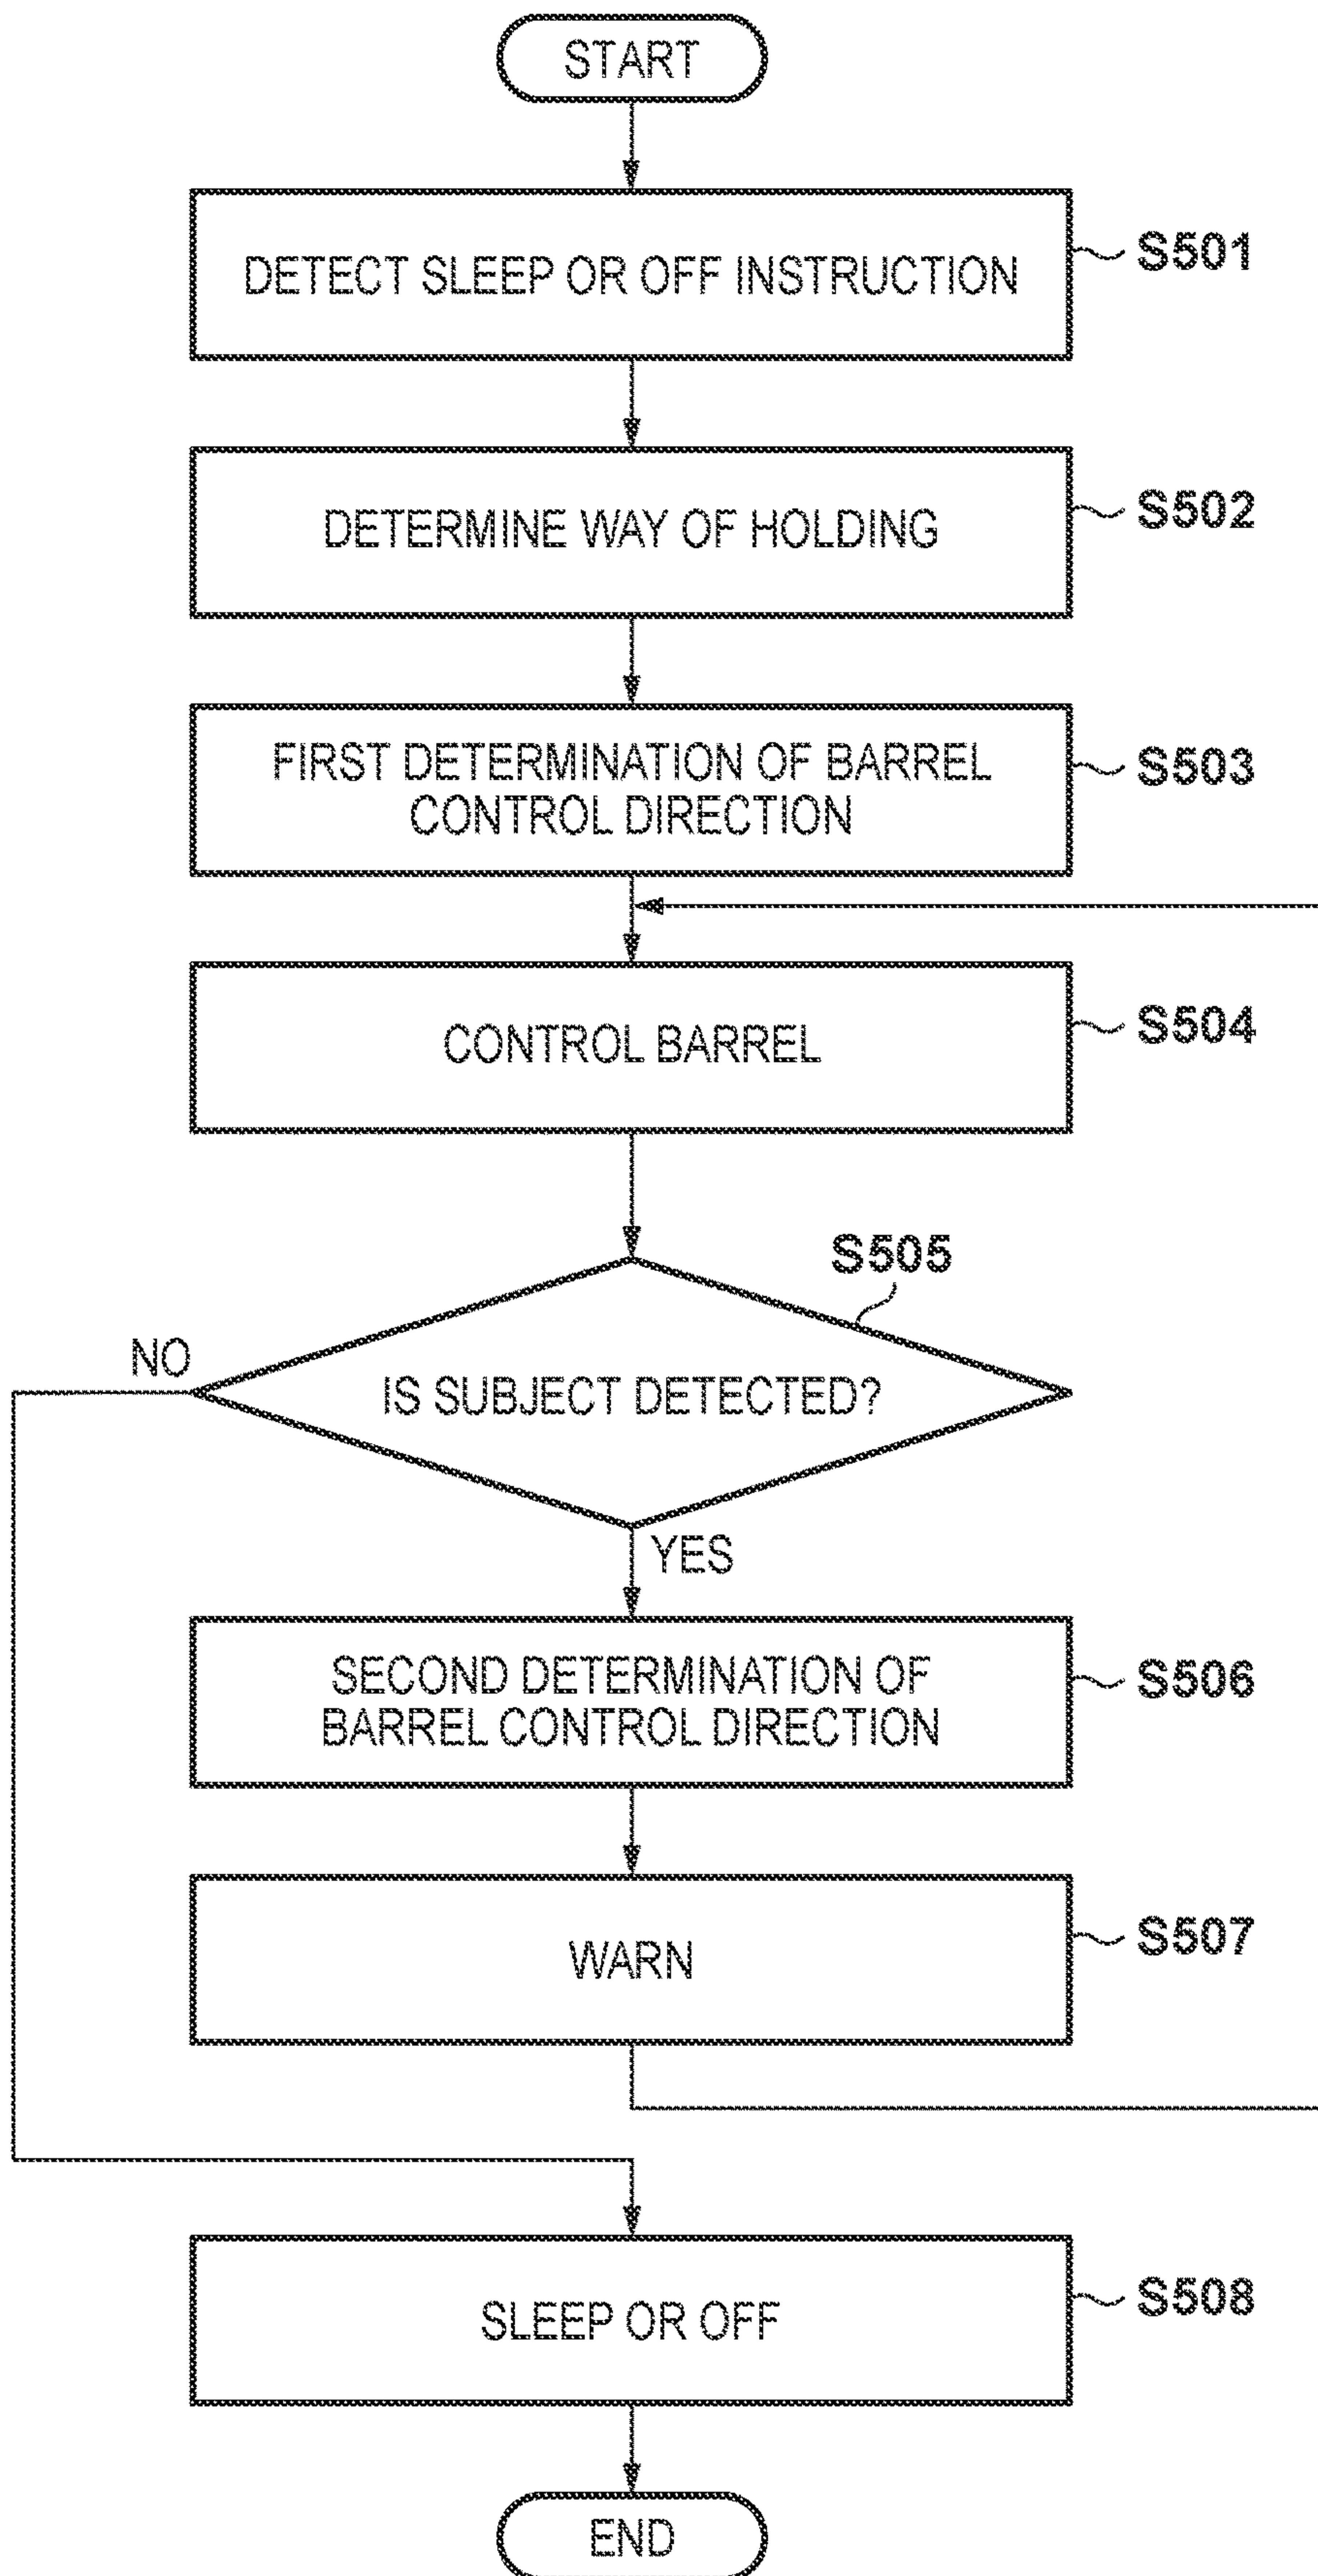 START
DETECT SLEEP OR OFF INSTRUCTION
S501
DETERMINE WAY OF HOLDING
S502
FIRST DETERMINATION OF BARREL
CONTROL DIRECTION
S503
CONTROL BARREL
S504
S505
NO
IS SUBJECT DETECTED?
YES
SECOND DETERMINATION OF
BARREL CONTROL DIRECTION
S506
WARN
S507
SLEEP OR OFF
S508
END